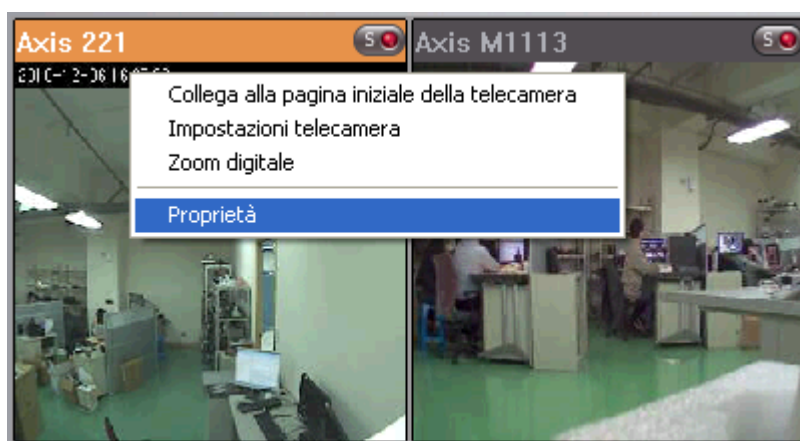 Axis 221
S
Axis M1113
S
Collega alla pagina iniziale della telecamera
Impostazioni telecamera
Zoom digitale
Proprietà